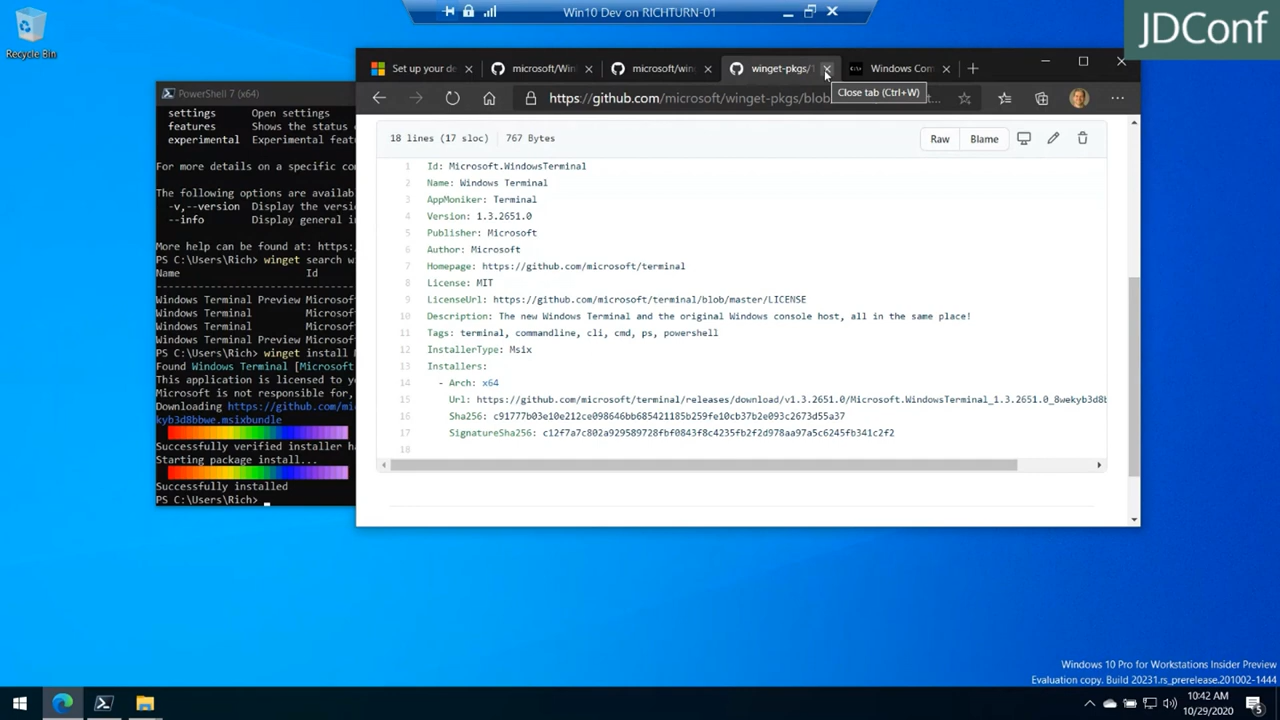 Win10 Dev on RICHTURN-01
JDConf
Recycle Bin
Set up your de
microsoft/Win
microsoft/win
winget-pkgs/
Windows Com
Close tab (Ctrl+W)
https://github.com/microsoft/winget-pkgs/blob
PowerShell 7 (x64)
settings Open settings
features Shows the status
experimental Experimental feat
For more details on a specific co
The following options are availab
-v,--version Display the versi
--info Display general i
More help can be found at: https:
PS C:\Users\Rich> winget search w
Name Id
Windows Terminal Preview Microsof
Windows Terminal Microsof
Windows Terminal Microsof
Windows Terminal Preview Microsof
PS C:\Users\Rich> winget install
Found Windows Terminal [Microsoft
This application is licensed to yo
Microsoft is not responsible for,
Downloading https://github.com/mi
kyb3d8bbwe.msixbundle
Successfully verified installer ha
Starting package install...
Successfully installed
PS C:\Users\Rich>
18 lines (17 sloc) 767 Bytes
Raw Blame
1 Id: Microsoft.WindowsTerminal
2 Name: Windows Terminal
3 AppMoniker: Terminal
4 Version: 1.3.2651.0
5 Publisher: Microsoft
6 Author: Microsoft
7 Homepage: https://github.com/microsoft/terminal
8 License: MIT
9 LicenseUrl: https://github.com/microsoft/terminal/blob/master/LICENSE
10 Description: The new Windows Terminal and the original Windows console host, all in the same place!
11 Tags: terminal, commandline, cli, cmd, ps, powershell
12 InstallerType: Msix
13 Installers:
14 - Arch: x64
15 Url: https://github.com/microsoft/terminal/releases/download/v1.3.2651.0/Microsoft.WindowsTerminal_1.3.2651.0_8wekyb3d8b
16 Sha256: c91777b03e10e212ce098646bb685421185b259fe10cb37b2e093c2673d55a37
17 SignatureSha256: c12f7a7c802a929589728fbf0843f8c4235fb2f2d978aa97a5c6245fb341c2f2
18
Windows 10 Pro for Workstations Insider Preview
Evaluation copy. Build 20231.rs_prerelease.201002-1444
10:42 AM
10/29/2020
5